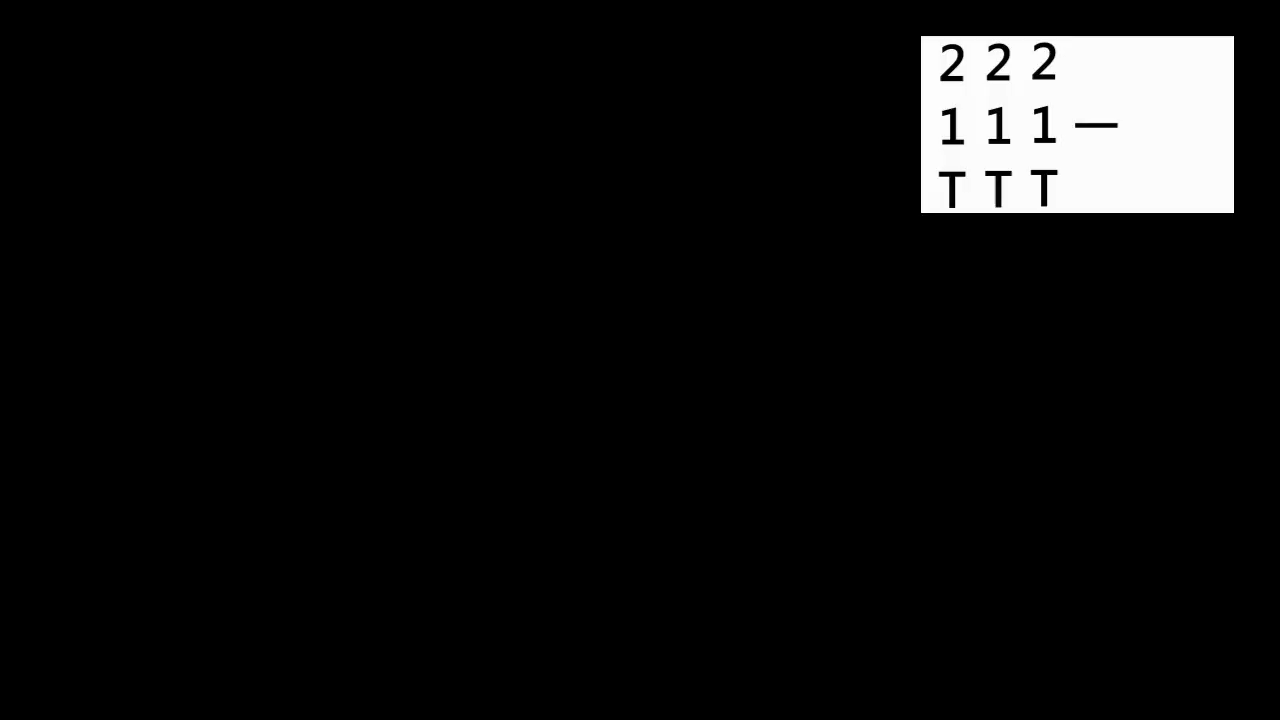 2 2 2
1 1 1 —
T T T